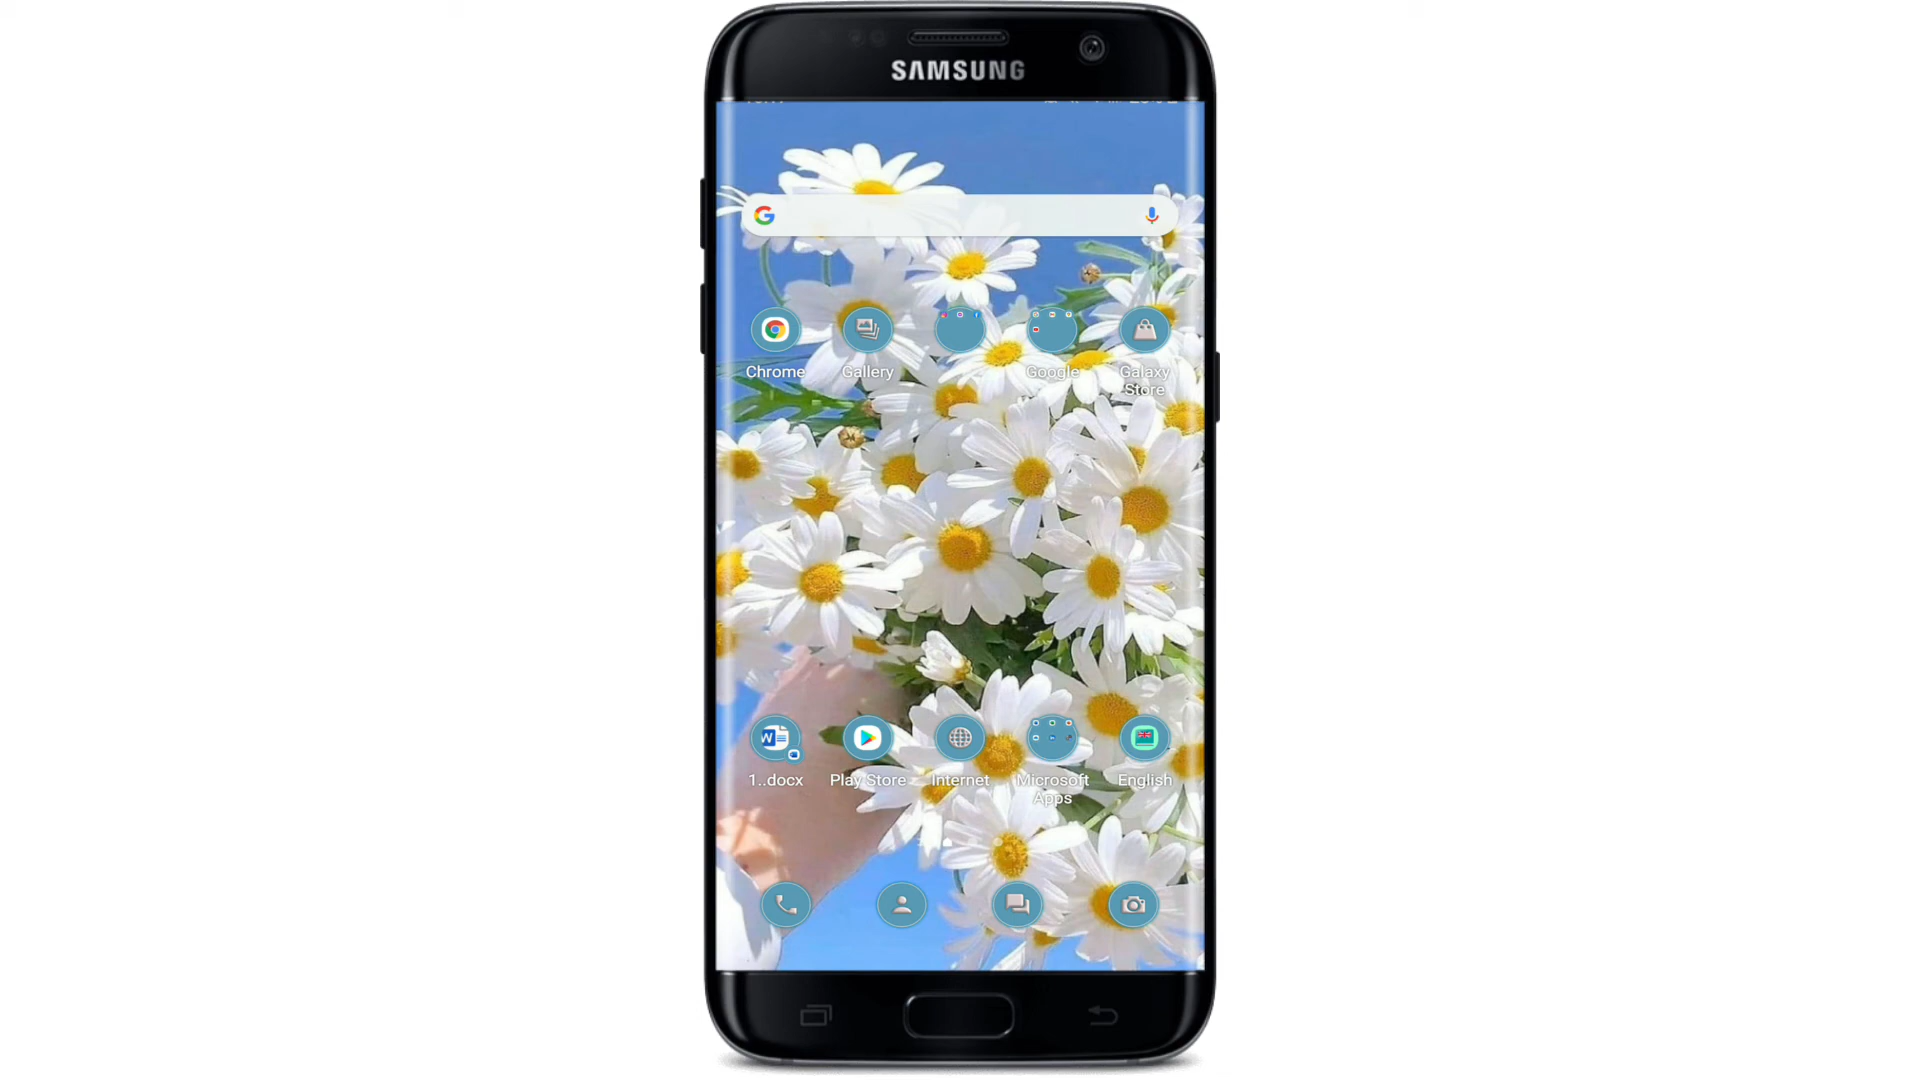 SAMSUNG
Chrome
Gallery
Google
Galaxy
Store
1..docx
Play Store
Internet
Microsoft
Apps
English